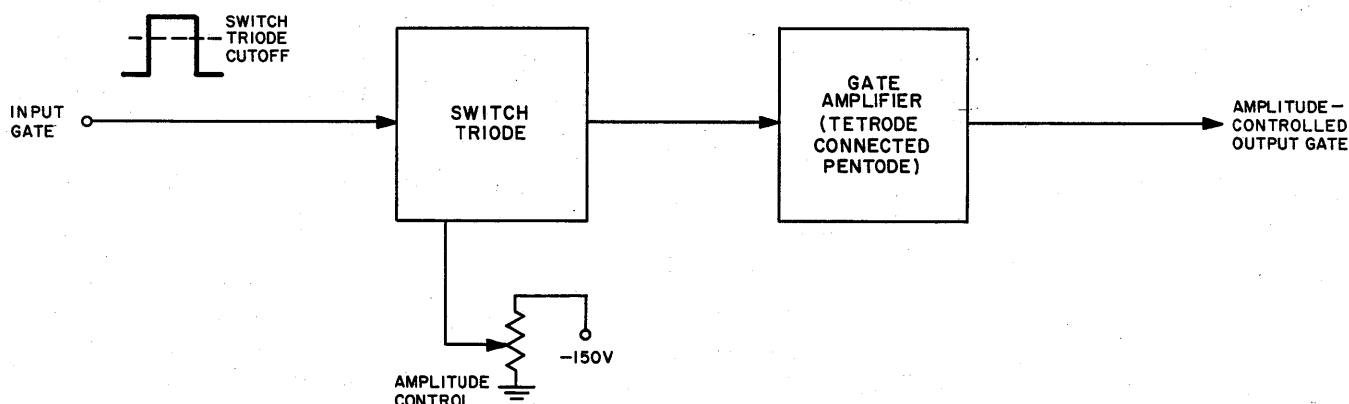 SWITCH
TRIODE
CUTOFF
INPUT
GATE
SWITCH
TRIODE
GATE
AMPLIFIER
(TETRODE
CONNECTED
PENTODE)
AMPLITUDE-
CONTROLLED
OUTPUT GATE
-150V
AMPLITUDE
CONTROL